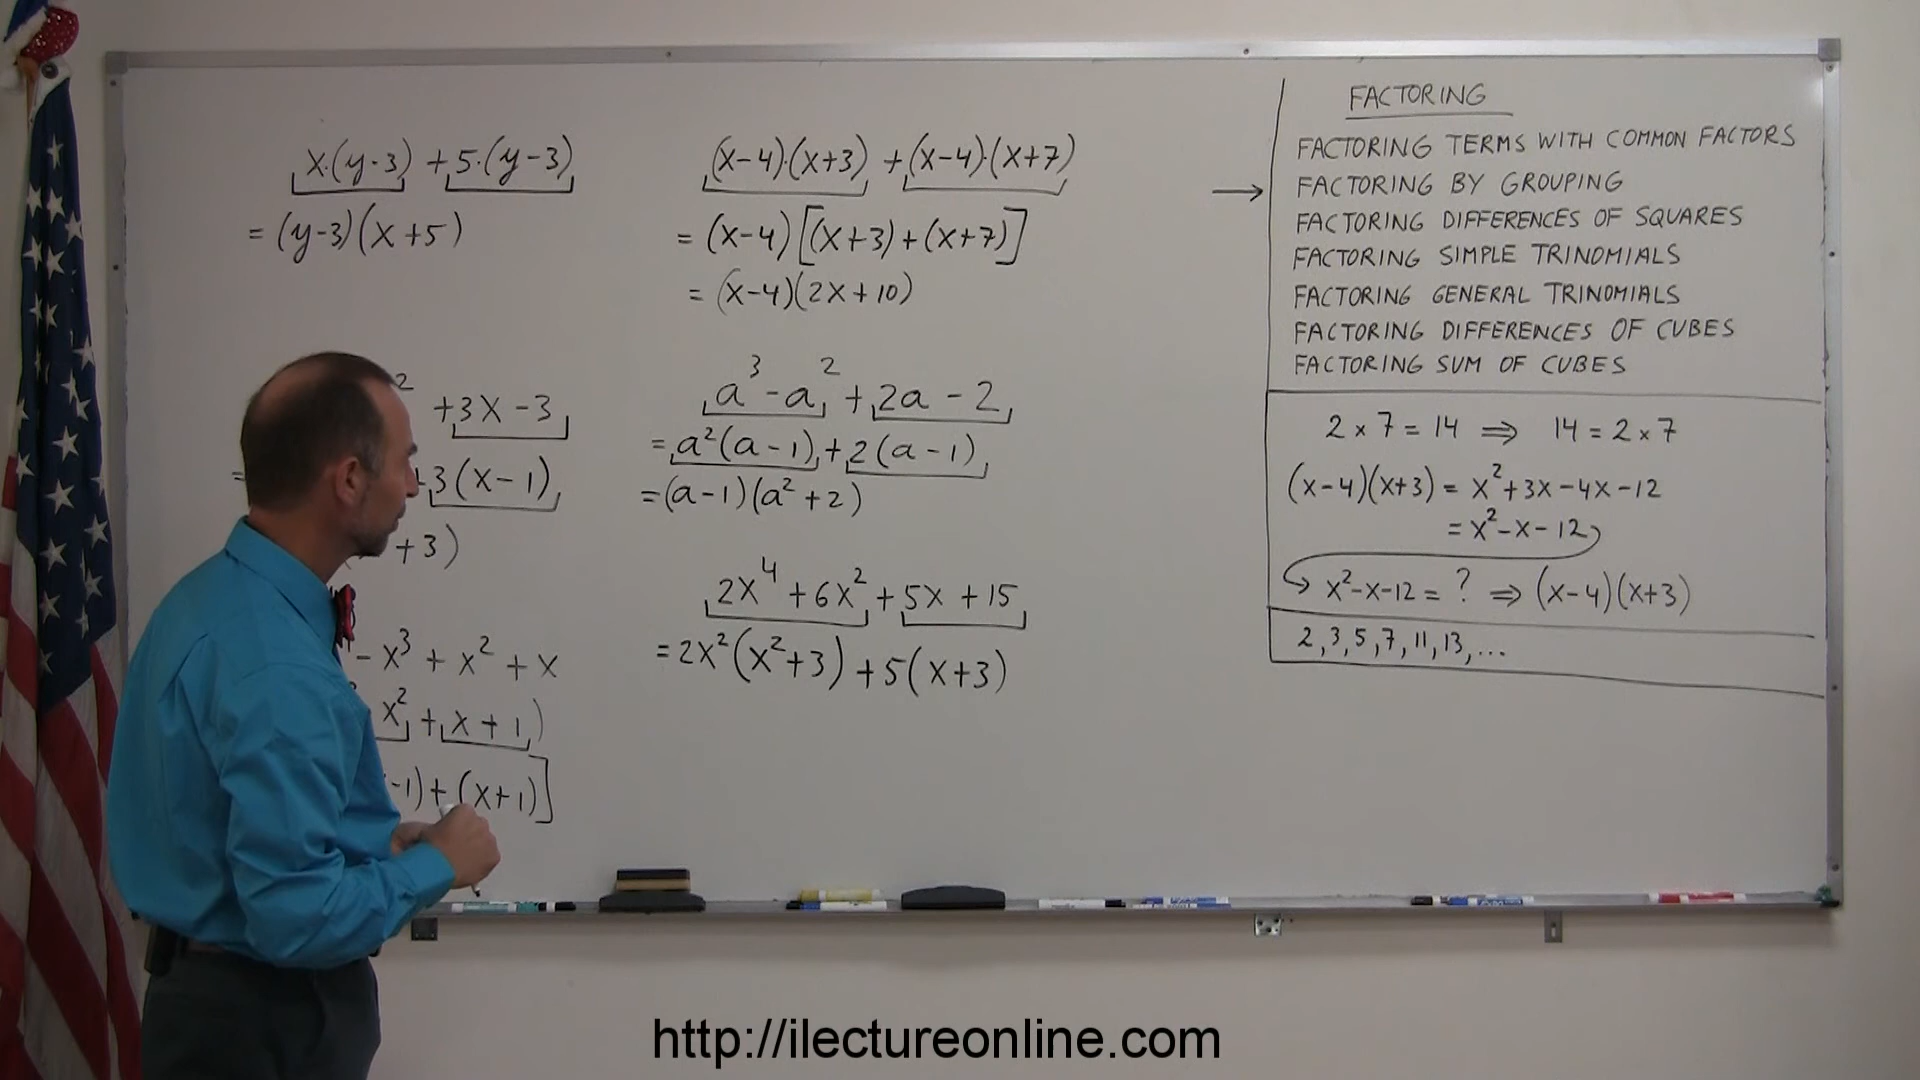 x·(y-3) + 5·(y-3)
= (y-3)(x+5)
² +3x -3
=
+3(x-1)
+3)
- x³ + x² + x
x² + x + 1)
-1) + (x+1)]
(x-4)·(x+3) + (x-4)·(x+7)
= (x-4)[(x+3)+(x+7)]
= (x-4)(2x+10)
a³ - a² + 2a - 2
= a²(a-1) + 2(a-1)
= (a-1)(a²+2)
2x⁴ + 6x² + 5x + 15
= 2x²(x²+3) + 5(x+3)
→
FACTORING
FACTORING TERMS WITH COMMON FACTORS
FACTORING BY GROUPING
FACTORING DIFFERENCES OF SQUARES
FACTORING SIMPLE TRINOMIALS
FACTORING GENERAL TRINOMIALS
FACTORING DIFFERENCES OF CUBES
FACTORING SUM OF CUBES
2 × 7 = 14 ⇒ 14 = 2 × 7
(x-4)(x+3) = x²+3x-4x-12
= x²-x-12
x²-x-12 = ? ⇒ (x-4)(x+3)
2,3,5,7,11,13,...
http://ilectureonline.com